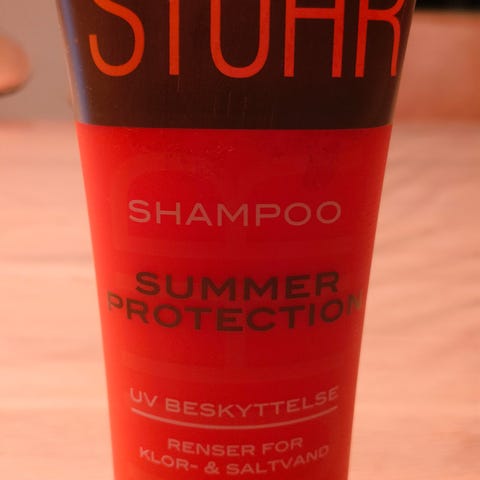 STUHR
SHAMPOO
SUMMER
PROTECTION
UV BESKYTTELSE
RENSER FOR
KLOR- & SALTVAND